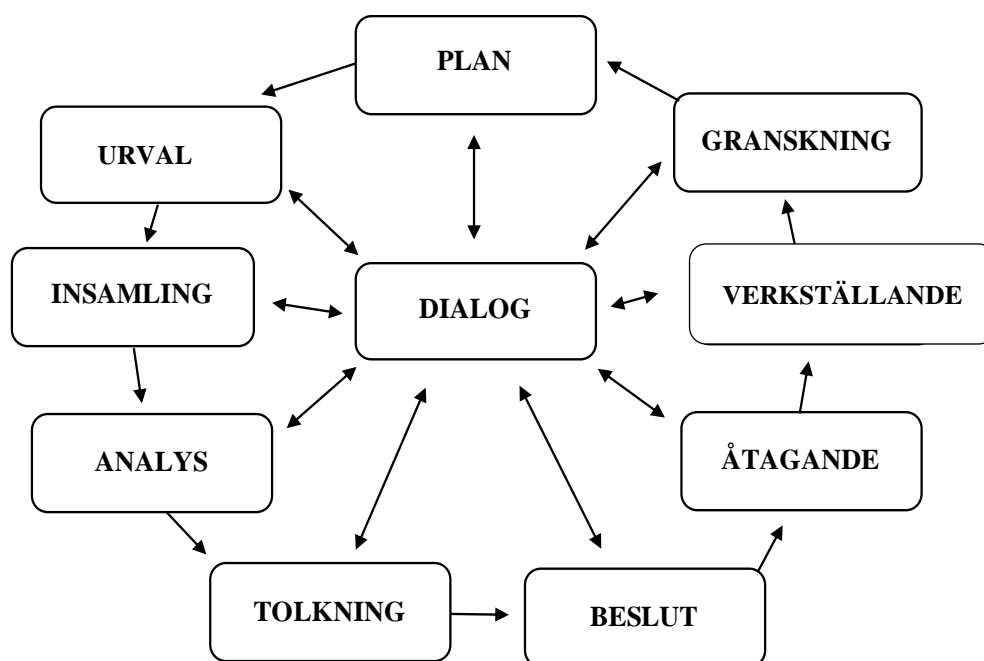 PLAN
URVAL
GRANSKNING
INSAMLING
DIALOG
VERKSTÄLLANDE
ANALYS
ÅTAGANDE
TOLKNING
BESLUT